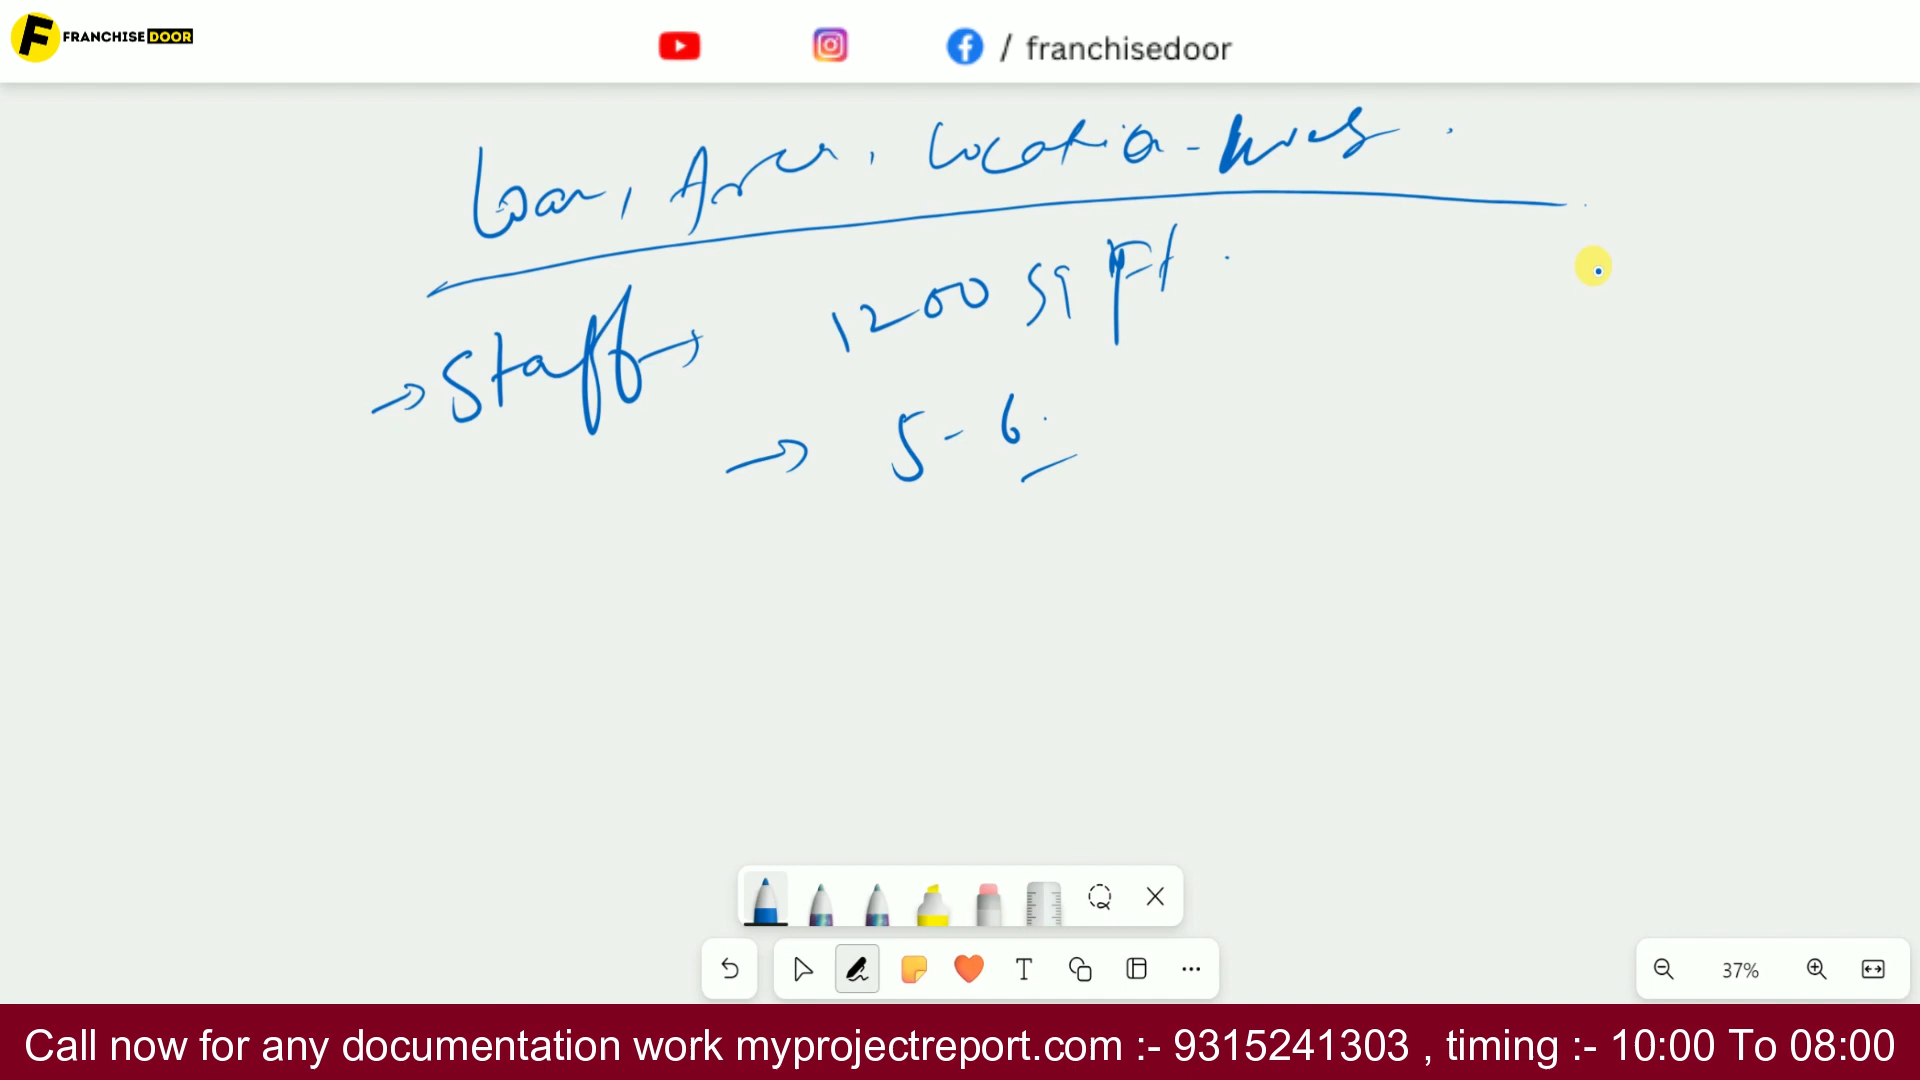 FRANCHISE DOOR
/ franchisedoor
Loan, Area, Location -
Staff → 1200 Sq Ft.
→ 5-6.
37%
Call now for any documentation work myprojectreport.com :- 9315241303 , timing :- 10:00 To 08:00